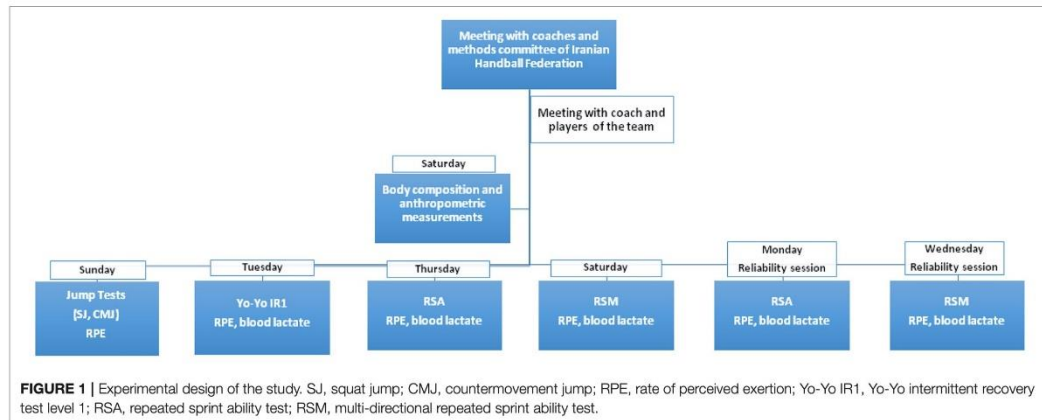 Meeting with coaches and
methods committee of Iranian
Handball Federation
Meeting with coach and
players of the team
Saturday
Body composition and
anthropometric
measurements
Sunday
Jump Tests
(SJ, CMJ)
RPE
Tuesday
Yo-Yo IR1
RPE, blood lactate
Thursday
RSA
RPE, blood lactate
Saturday
RSM
RPE, blood lactate
Monday
Reliability session
RSA
RPE, blood lactate
Wednesday
Reliability session
RSM
RPE, blood lactate
FIGURE 1 | Experimental design of the study. SJ, squat jump; CMJ, countermovement jump; RPE, rate of perceived exertion; Yo-Yo IR1, Yo-Yo intermittent recovery
test level 1; RSA, repeated sprint ability test; RSM, multi-directional repeated sprint ability test.